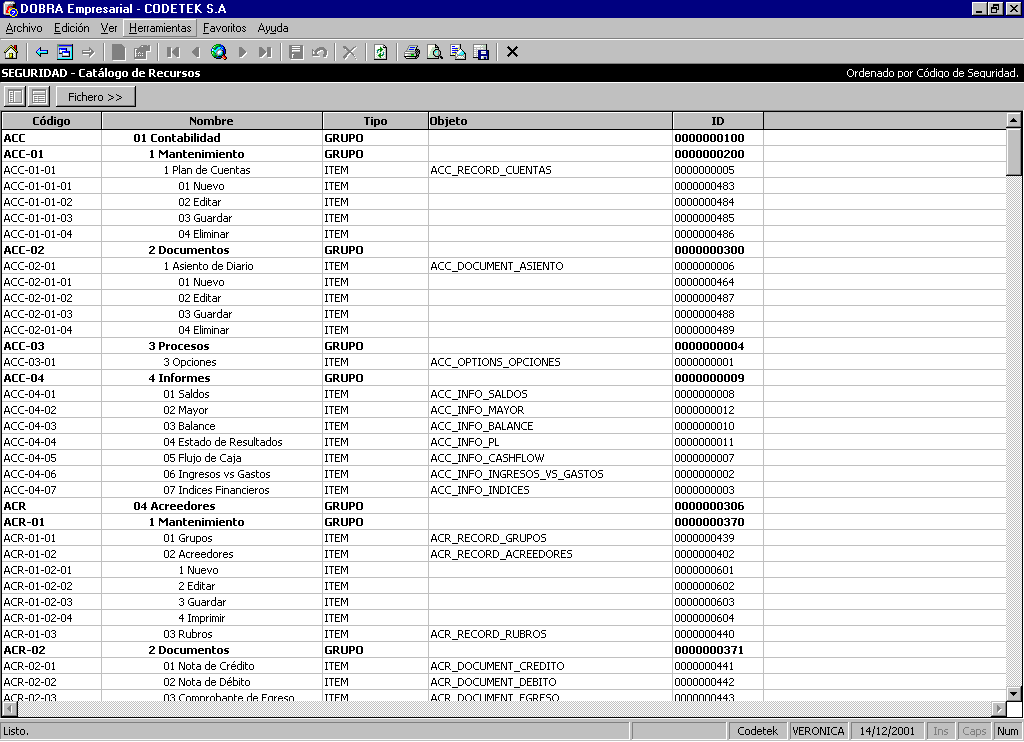 DOBRA Empresarial - CODETEK S.A
Archivo Edición Ver Herramientas Favoritos Ayuda
SEGURIDAD - Catálogo de Recursos Ordenado por Código de Seguridad.
Fichero >>
Código Nombre Tipo Objeto ID
ACC 01 Contabilidad GRUPO 0000000100
ACC-01 1 Mantenimiento GRUPO 0000000200
ACC-01-01 1 Plan de Cuentas ITEM ACC_RECORD_CUENTAS 0000000005
ACC-01-01-01 01 Nuevo ITEM 0000000483
ACC-01-01-02 02 Editar ITEM 0000000484
ACC-01-01-03 03 Guardar ITEM 0000000485
ACC-01-01-04 04 Eliminar ITEM 0000000486
ACC-02 2 Documentos GRUPO 0000000300
ACC-02-01 1 Asiento de Diario ITEM ACC_DOCUMENT_ASIENTO 0000000006
ACC-02-01-01 01 Nuevo ITEM 0000000464
ACC-02-01-02 02 Editar ITEM 0000000487
ACC-02-01-03 03 Guardar ITEM 0000000488
ACC-02-01-04 04 Eliminar ITEM 0000000489
ACC-03 3 Procesos GRUPO 0000000004
ACC-03-01 3 Opciones ITEM ACC_OPTIONS_OPCIONES 0000000001
ACC-04 4 Informes GRUPO 0000000009
ACC-04-01 01 Saldos ITEM ACC_INFO_SALDOS 0000000008
ACC-04-02 02 Mayor ITEM ACC_INFO_MAYOR 0000000012
ACC-04-03 03 Balance ITEM ACC_INFO_BALANCE 0000000010
ACC-04-04 04 Estado de Resultados ITEM ACC_INFO_PL 0000000011
ACC-04-05 05 Flujo de Caja ITEM ACC_INFO_CASHFLOW 0000000007
ACC-04-06 06 Ingresos vs Gastos ITEM ACC_INFO_INGRESOS_VS_GASTOS 0000000002
ACC-04-07 07 Indices Financieros ITEM ACC_INFO_INDICES 0000000003
ACR 04 Acreedores GRUPO 0000000306
ACR-01 1 Mantenimiento GRUPO 0000000370
ACR-01-01 01 Grupos ITEM ACR_RECORD_GRUPOS 0000000439
ACR-01-02 02 Acreedores ITEM ACR_RECORD_ACREEDORES 0000000402
ACR-01-02-01 1 Nuevo ITEM 0000000601
ACR-01-02-02 2 Editar ITEM 0000000602
ACR-01-02-03 3 Guardar ITEM 0000000603
ACR-01-02-04 4 Imprimir ITEM 0000000604
ACR-01-03 03 Rubros ITEM ACR_RECORD_RUBROS 0000000440
ACR-02 2 Documentos GRUPO 0000000371
ACR-02-01 01 Nota de Crédito ITEM ACR_DOCUMENT_CREDITO 0000000441
ACR-02-02 02 Nota de Débito ITEM ACR_DOCUMENT_DEBITO 0000000442
ACR-02-03 03 Comprobante de Egreso ITEM ACR_DOCUMENT_EGRESO 0000000443
Listo. Codetek VERONICA 14/12/2001 Ins Caps Num